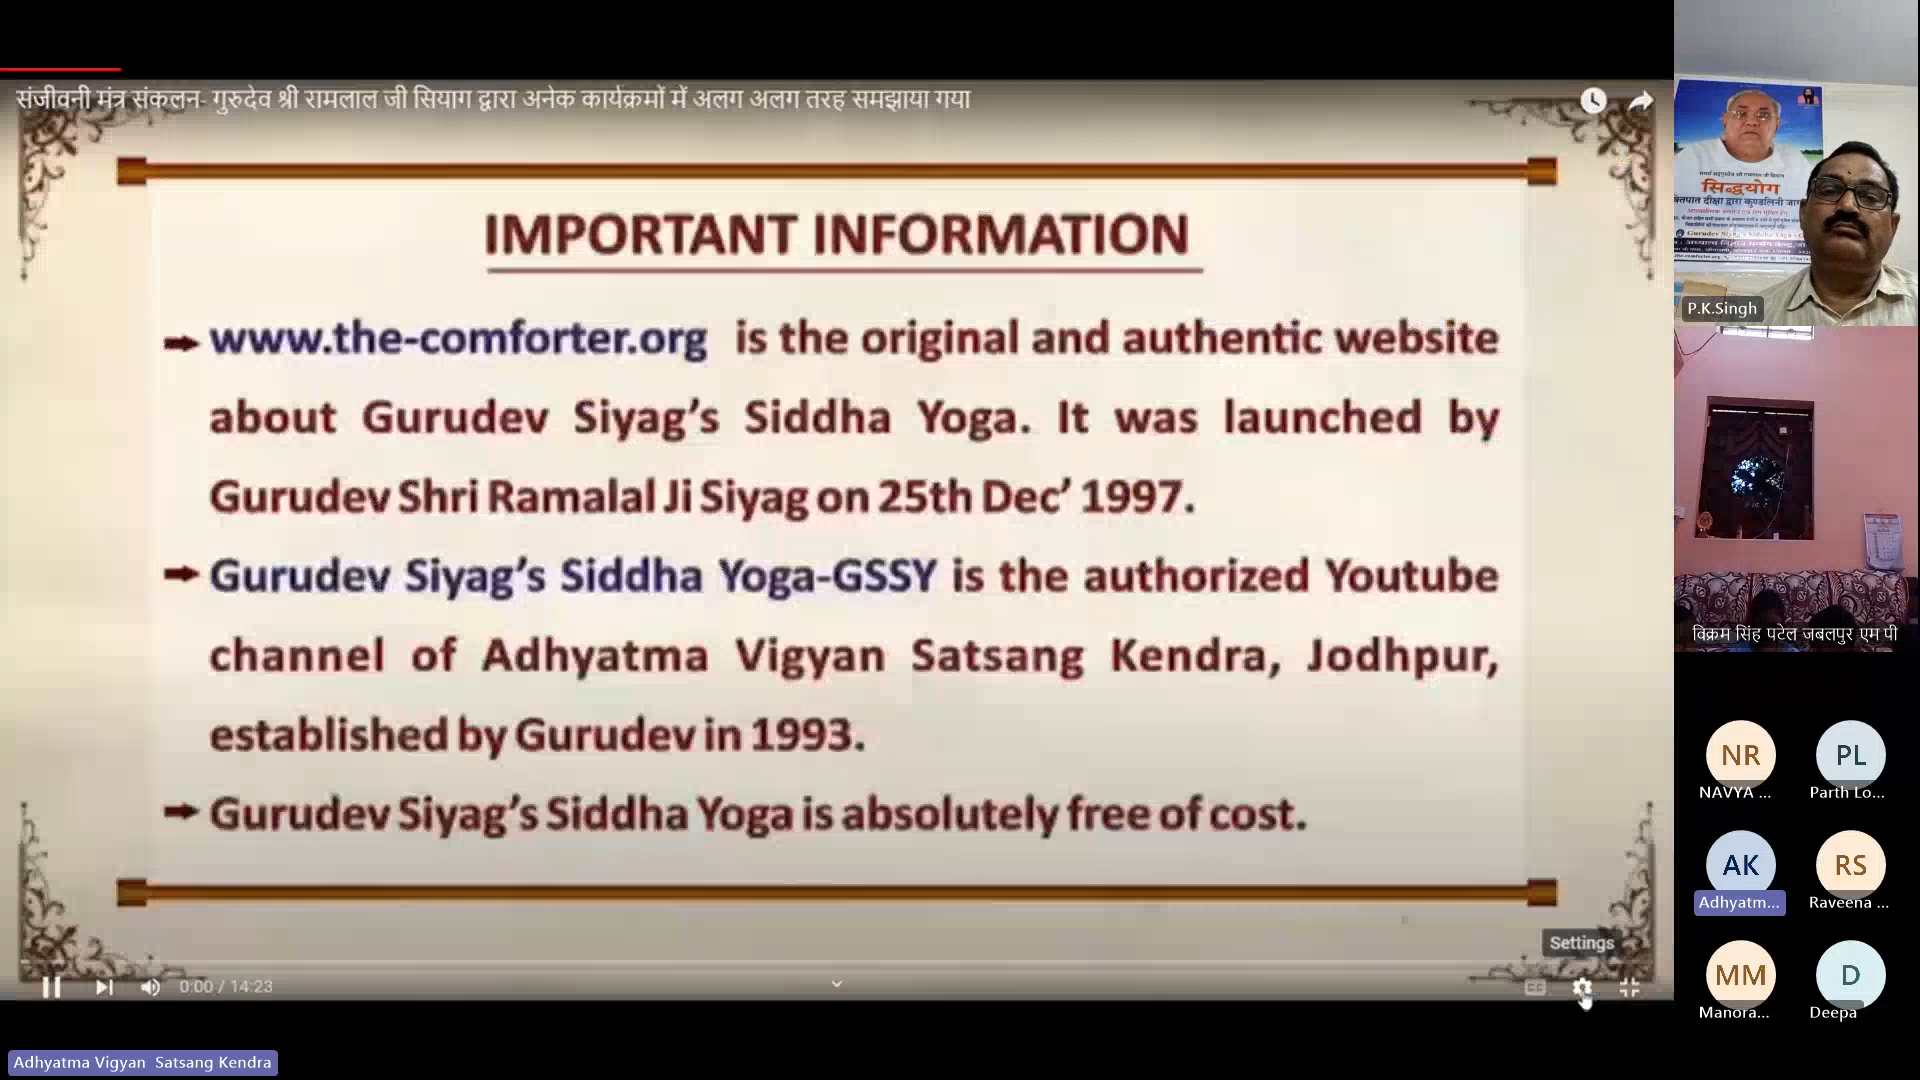 संजीवनी मंत्र संकलन- गुरुदेव श्री रामलाल जी सियाग द्वारा अनेक कार्यक्रमों में अलग अलग तरह समझाया गया
IMPORTANT INFORMATION
www.the-comforter.org is the original and authentic website
about Gurudev Siyag's Siddha Yoga. It was launched by
Gurudev Shri Ramalal Ji Siyag on 25th Dec' 1997.
Gurudev Siyag's Siddha Yoga-GSSY is the authorized Youtube
channel of Adhyatma Vigyan Satsang Kendra, Jodhpur,
established by Gurudev in 1993.
Gurudev Siyag's Siddha Yoga is absolutely free of cost.
Settings
0:00 / 14:23
CC
Adhyatma Vigyan Satsang Kendra
सिद्धयोग
P.K.Singh
विक्रम सिंह पटेल जबलपुर एम पी
NR
PL
NAVYA ...
Parth Lo...
AK
RS
Adhyatm...
Raveena ...
MM
D
Manora...
Deepa